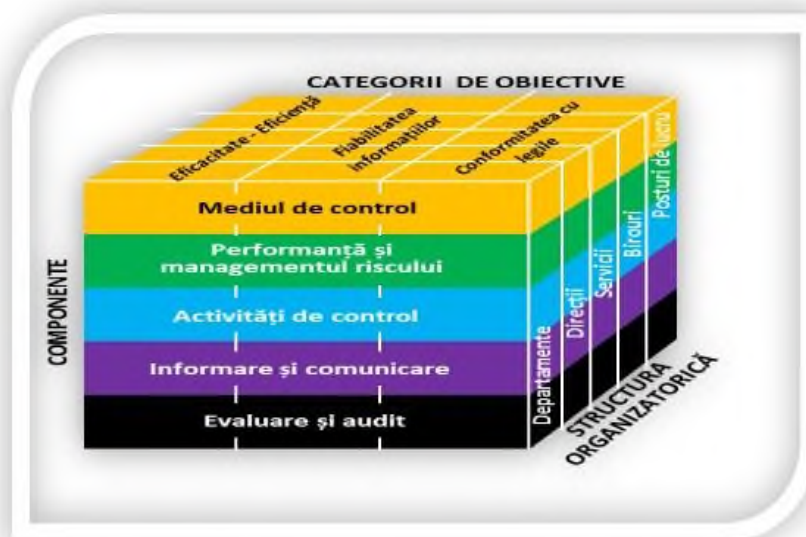 CATEGORII DE OBIECTIVE
Eficacitate - Eficiență
Fiabilitatea
informațiilor
Conformitatea cu
legile
COMPONENTE
Mediul de control
Performanță și
managementul riscului
Activități de control
Informare și comunicare
Evaluare și audit
Departamente
Direcții
Servicii
Birouri
Posturi de lucru
STRUCTURA
ORGANIZATORICĂ